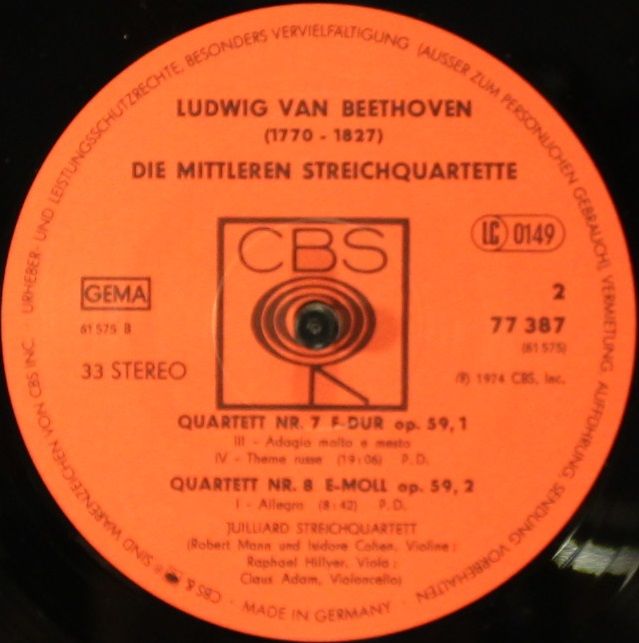 URHEBER- UND LEISTUNGSSCHUTZRECHTE, BESONDERS VERVIELFÄLTIGUNG (AUSSER ZUM PERSÖNLICHEN GEBRAUCH), VERMIETUNG AUFFÜHRUNG, SENDUNG VORBEHALTEN
LUDWIG VAN BEETHOVEN
(1770 - 1827)
DIE MITTLEREN STREICHQUARTETTE
CBS
LC 0149
GEMA
2
61 575 B
77 387
(61 575)
33 STEREO
℗ 1974 CBS, Inc.
QUARTETT NR. 7 F-DUR op. 59, 1
III - Adagio molto e mesto
IV - Theme russe (19:06) P.D.
QUARTETT NR. 8 E-MOLL op. 59, 2
I - Allegro (8:42) P.D.
JUILLIARD STREICHQUARTETT
(Robert Mann und Isidore Cohen, Violine;
Raphael Hillyer, Viola;
Claus Adam, Violoncello)
CBS & ® SIND WARENZEICHEN VON CBS INC.
MADE IN GERMANY